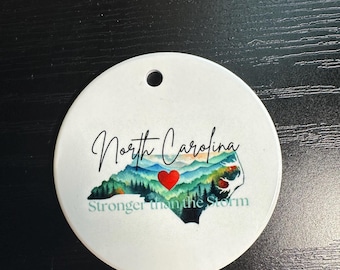 North Carolina
Stronger than the Storm